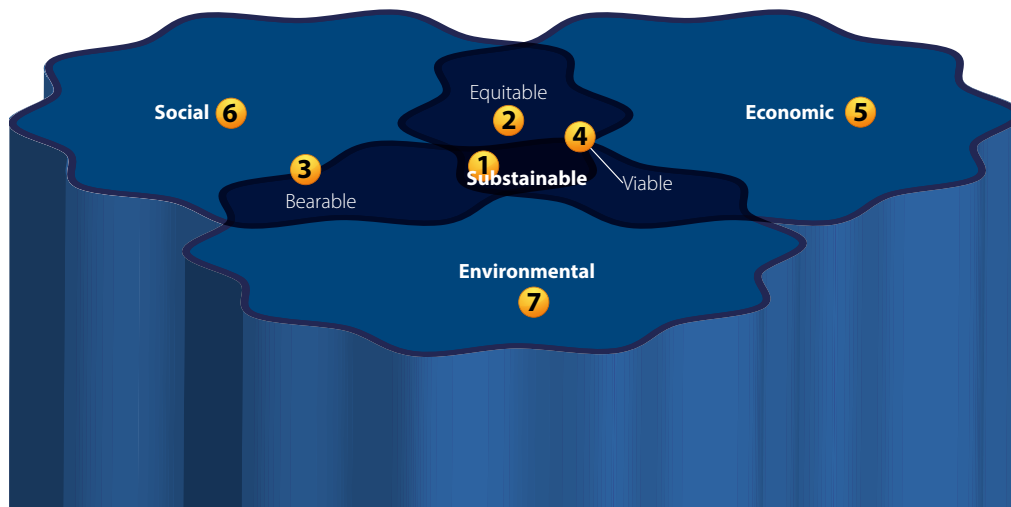 Equitable
2
Social 6
Economic 5
4
1
3
Substainable
Viable
Bearable
Environmental
7